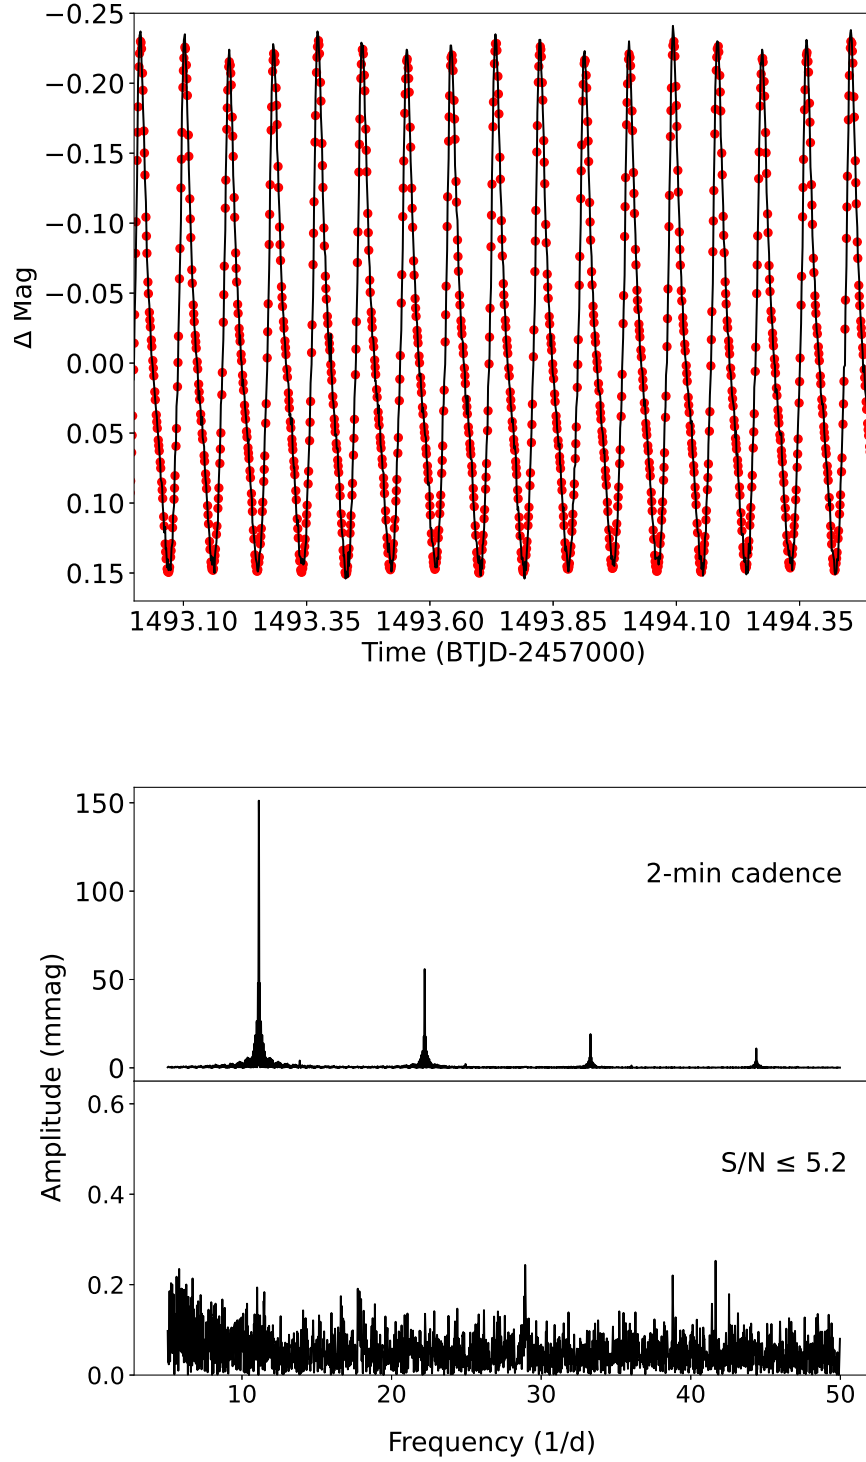 −0.25
−0.20
−0.15
−0.10
−0.05
0.00
0.05
0.10
0.15
Δ Mag
1493.10 1493.35 1493.60 1493.85 1494.10 1494.35
Time (BTJD-2457000)
150
100
50
0
2-min cadence
Amplitude (mmag)
0.6
0.4
0.2
0.0
S/N ≤ 5.2
10 20 30 40 50
Frequency (1/d)